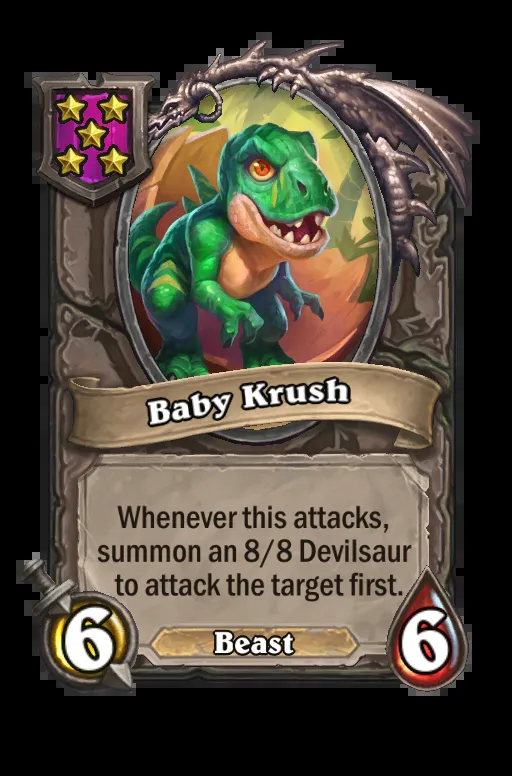 Baby Krush
Whenever this attacks,
summon an 8/8 Devilsaur
to attack the target first.
6
Beast
6